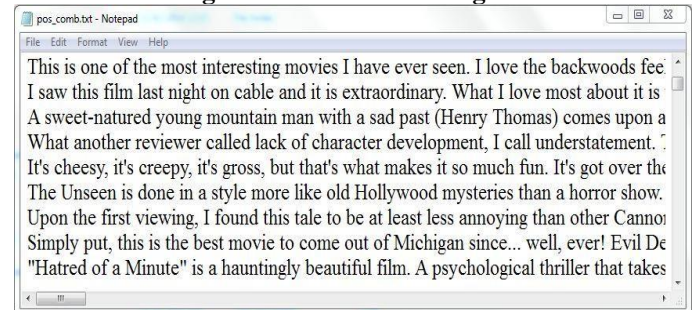 pos_comb.txt - Notepad
File Edit Format View Help
This is one of the most interesting movies I have ever seen. I love the backwoods fee
I saw this film last night on cable and it is extraordinary. What I love most about it is
A sweet-natured young mountain man with a sad past (Henry Thomas) comes upon a
What another reviewer called lack of character development, I call understatement.
It's cheesy, it's creepy, it's gross, but that's what makes it so much fun. It's got over the
The Unseen is done in a style more like old Hollywood mysteries than a horror show.
Upon the first viewing, I found this tale to be at least less annoying than other Cannon
Simply put, this is the best movie to come out of Michigan since... well, ever! Evil De
"Hatred of a Minute" is a hauntingly beautiful film. A psychological thriller that takes